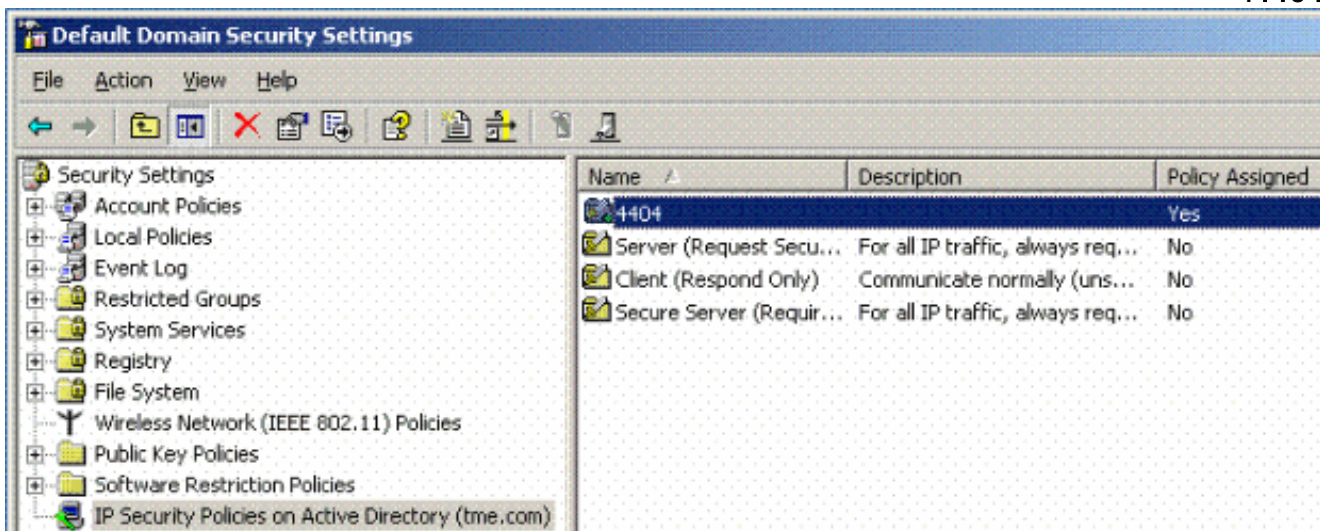 Default Domain Security Settings
File Action View Help
Security Settings
Account Policies
Local Policies
Event Log
Restricted Groups
System Services
Registry
File System
Wireless Network (IEEE 802.11) Policies
Public Key Policies
Software Restriction Policies
IP Security Policies on Active Directory (tme.com)
Name Description Policy Assigned
4404 Yes
Server (Request Secu... For all IP traffic, always req... No
Client (Respond Only) Communicate normally (uns... No
Secure Server (Requir... For all IP traffic, always req... No